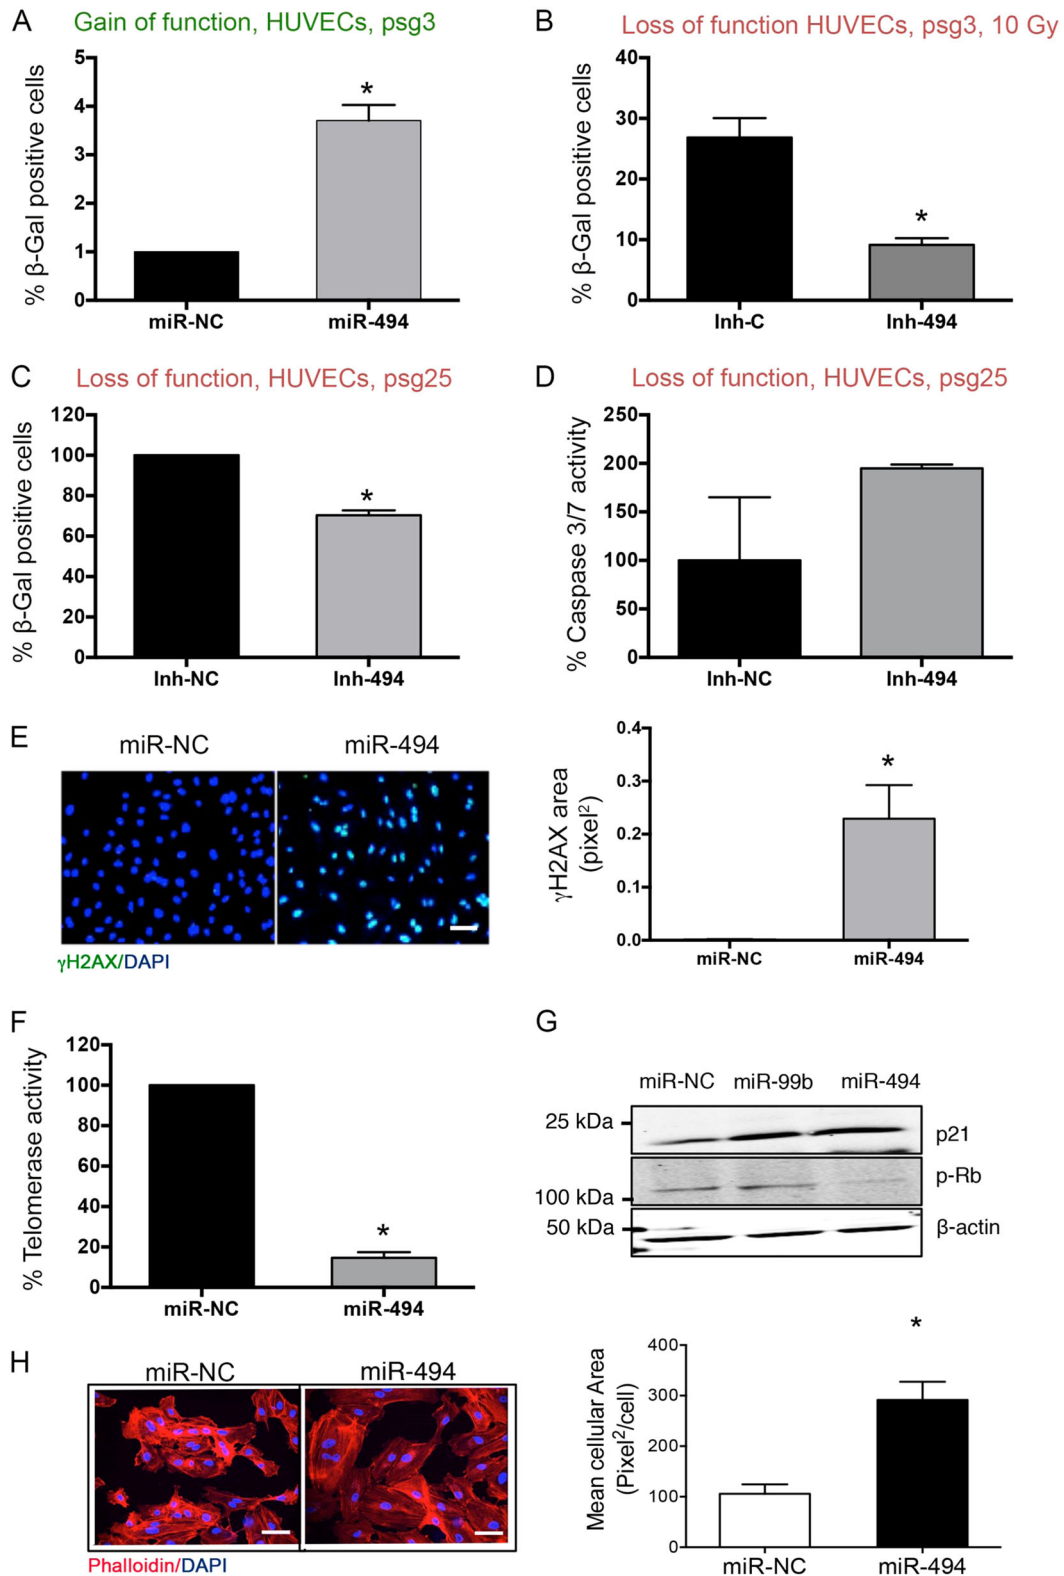 A
Gain of function, HUVECs, psg3
% β-Gal positive cells
5
4
3
2
1
0
*
miR-NC
miR-494
B
Loss of function HUVECs, psg3, 10 Gy
% β-Gal positive cells
40
30
20
10
0
*
Inh-C
Inh-494
C
Loss of function, HUVECs, psg25
% β-Gal positive cells
120
100
80
60
40
20
0
*
Inh-NC
Inh-494
D
Loss of function, HUVECs, psg25
% Caspase 3/7 activity
250
200
150
100
50
0
Inh-NC
Inh-494
E
miR-NC
miR-494
γH2AX/DAPI
γH2AX area
(pixel²)
0.4
0.3
0.2
0.1
0.0
*
miR-NC
miR-494
F
% Telomerase activity
120
100
80
60
40
20
0
*
miR-NC
miR-494
G
miR-NC
miR-99b
miR-494
25 kDa
p21
p-Rb
100 kDa
50 kDa
β-actin
H
miR-NC
miR-494
Phalloidin/DAPI
Mean cellular Area
(Pixel²/cell)
400
300
200
100
0
*
miR-NC
miR-494